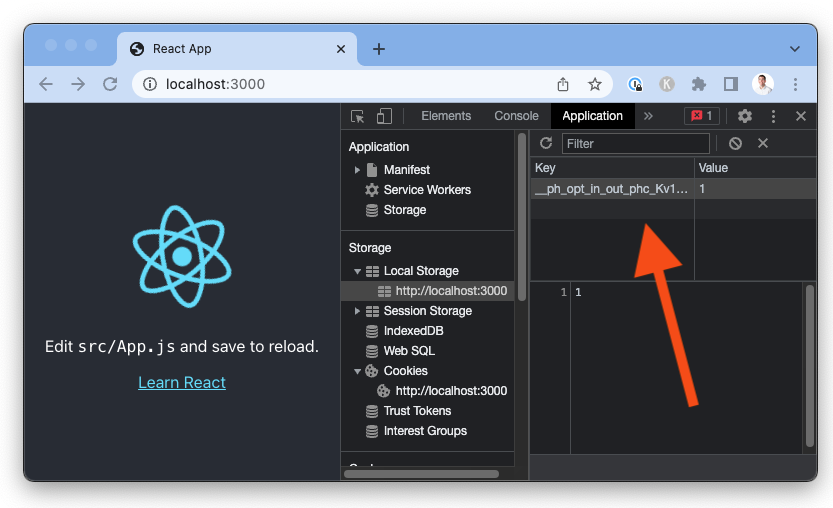 React App
localhost:3000
K
Elements Console Application 1
Application
Manifest
Service Workers
Storage
Storage
Local Storage
http://localhost:3000
Session Storage
IndexedDB
Web SQL
Cookies
http://localhost:3000
Trust Tokens
Interest Groups
Filter
Key Value
__ph_opt_in_out_phc_Kv1... 1
1 1
Edit src/App.js and save to reload.
Learn React